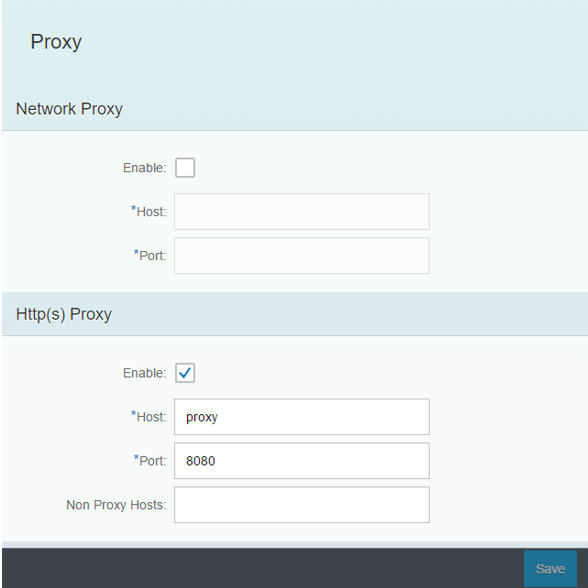 Proxy
Network Proxy
Enable:
*Host:
*Port:
Http(s) Proxy
Enable:
*Host: proxy
*Port: 8080
Non Proxy Hosts:
Save